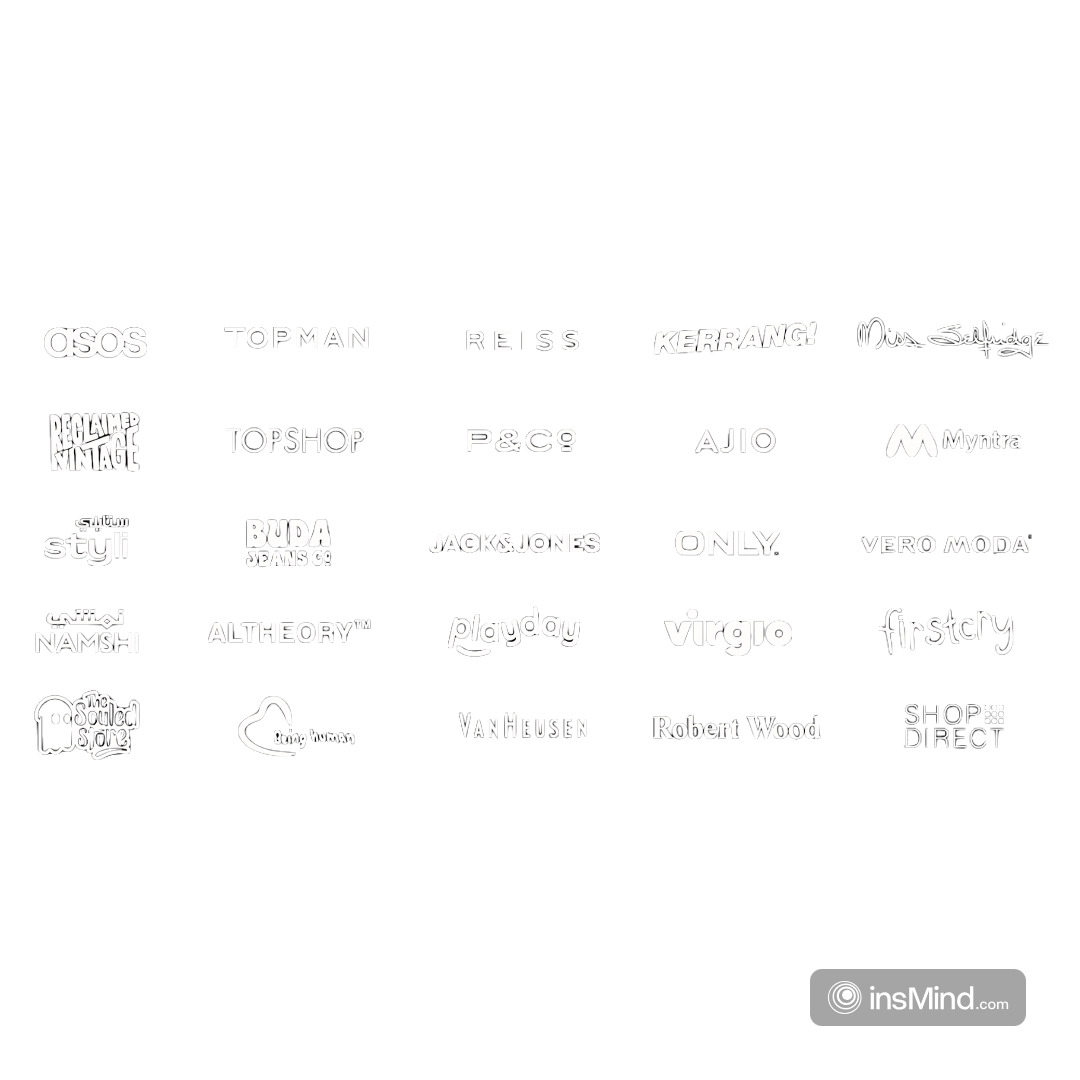 asos
TOPMAN
REISS
KERRANG!
Miss Selfridge
RECLAIMED
VINTAGE
TOPSHOP
P&Co
AJIO
Myntra
ستايلي
styli
BUDA
JEANS Co
JACK&JONES
ONLY.
VERO MODA
نمشي
NAMSHI
ALTHEORY™
playday
virgio
firstcry
The
Souled
Store
being human
VAN HEUSEN
Robert Wood
SHOP
DIRECT
insMind.com